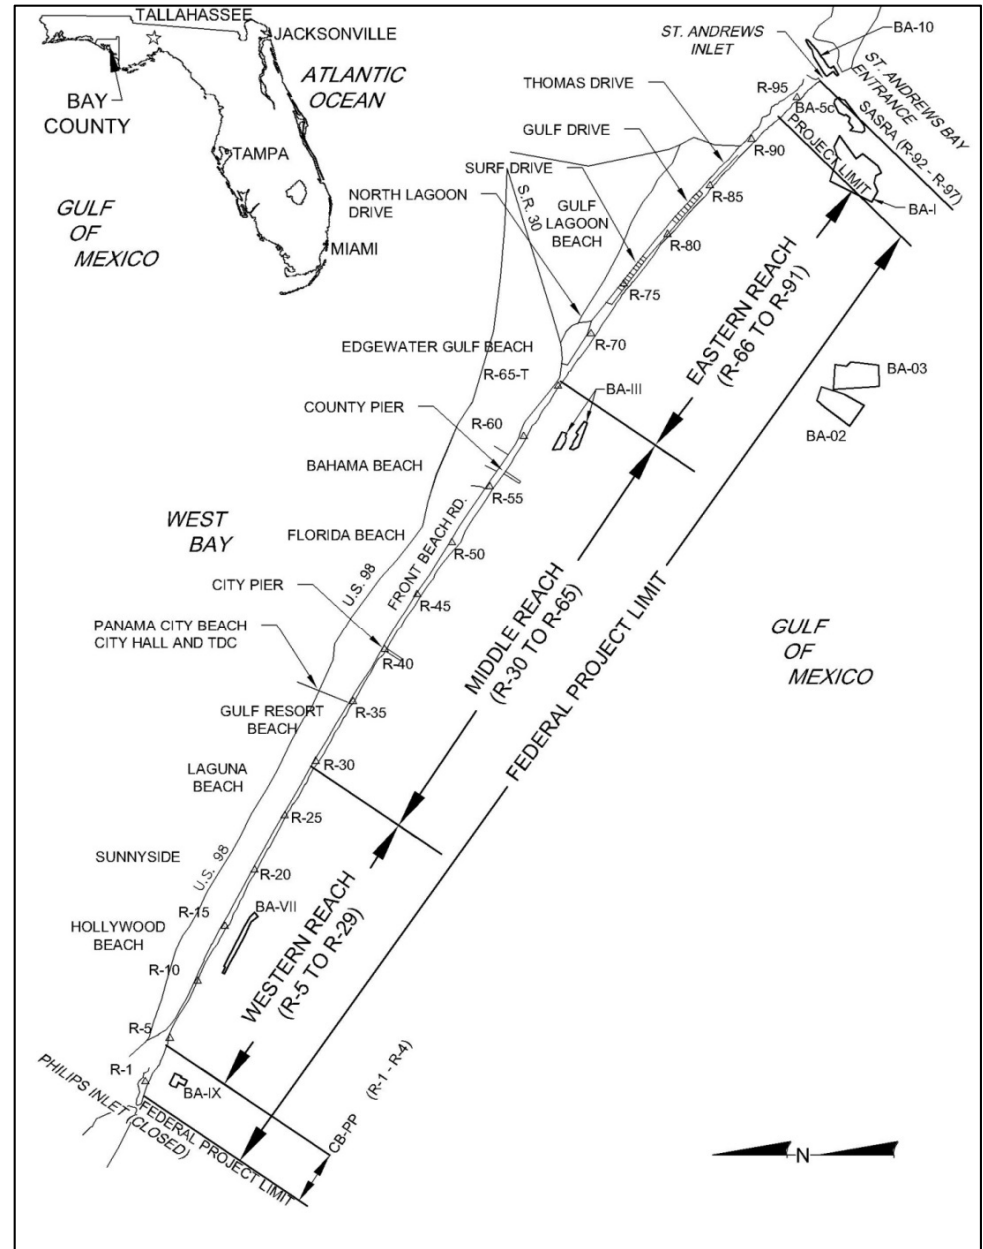 TALLAHASSEE
JACKSONVILLE
ATLANTIC
OCEAN
BAY
COUNTY
TAMPA
GULF
OF
MEXICO
MIAMI
ST. ANDREWS
INLET
BA-10
ST. ANDREWS BAY
ENTRANCE
SASRA (R-92 - R-97)
THOMAS DRIVE
R-95
BA-5c
PROJECT LIMIT
GULF DRIVE
R-90
SURF DRIVE
R-85
BA-I
NORTH LAGOON
DRIVE
S.R. 30
GULF
LAGOON
BEACH
R-80
R-75
EASTERN REACH
(R-66 TO R-91)
R-70
EDGEWATER GULF BEACH
R-65-T
BA-III
BA-03
BA-02
COUNTY PIER
R-60
BAHAMA BEACH
R-55
WEST
BAY
FLORIDA BEACH
FRONT BEACH RD.
R-50
U.S. 98
CITY PIER
R-45
MIDDLE REACH
(R-30 TO R-65)
FEDERAL PROJECT LIMIT
GULF
OF
MEXICO
PANAMA CITY BEACH
CITY HALL AND TDC
R-40
GULF RESORT
BEACH
R-35
LAGUNA
BEACH
R-30
R-25
SUNNYSIDE
U.S. 98
R-20
R-15
BA-VII
HOLLYWOOD
BEACH
WESTERN REACH
(R-5 TO R-29)
R-10
R-5
R-1
PHILIPS INLET (CLOSED)
BA-IX
FEDERAL PROJECT LIMIT
CB-PP (R-1 - R-4)
N